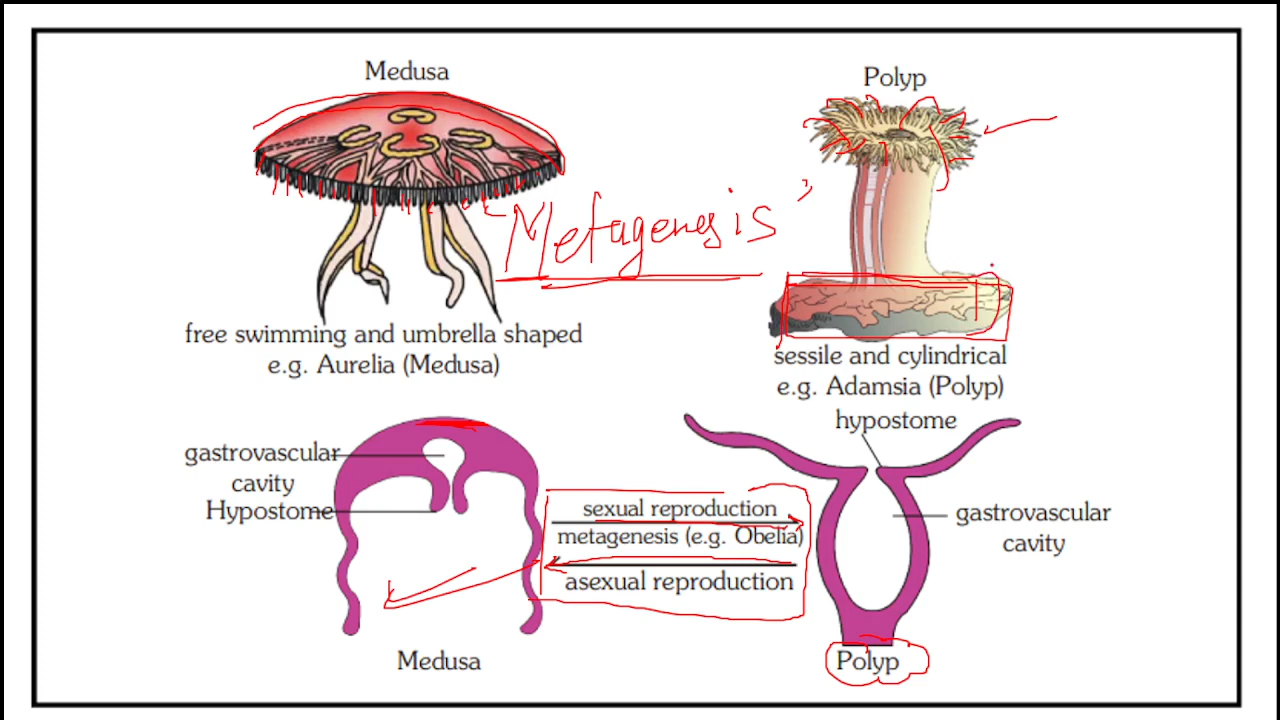 Medusa
Polyp
Metagenesis
free swimming and umbrella shaped
e.g. Aurelia (Medusa)
sessile and cylindrical
e.g. Adamsia (Polyp)
hypostome
gastrovascular
cavity
Hypostome
sexual reproduction
metagenesis (e.g. Obelia)
asexual reproduction
gastrovascular
cavity
Medusa
Polyp